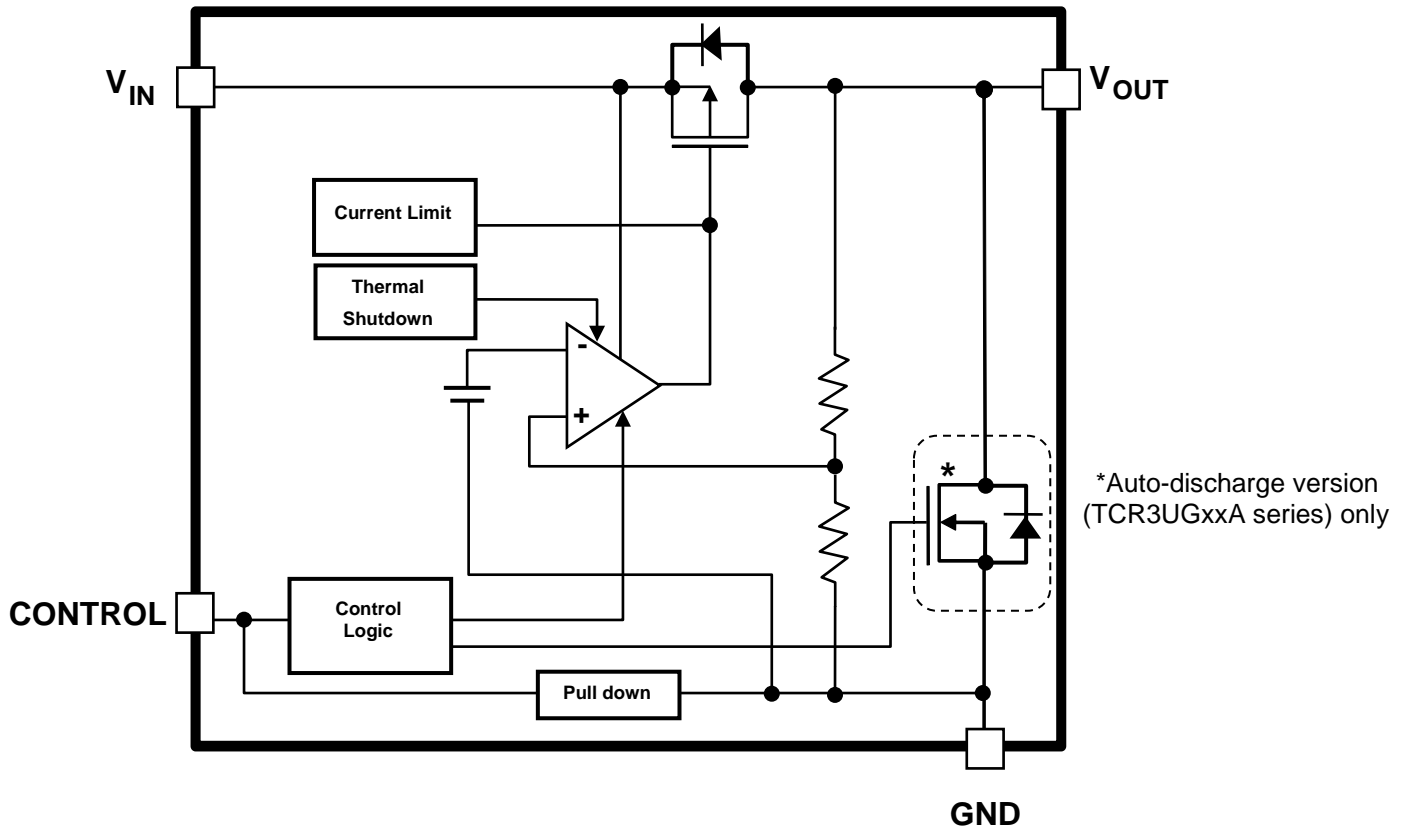 VIN
VOUT
Current Limit
Thermal
Shutdown
-
+
*
*Auto-discharge version
(TCR3UGxxA series) only
CONTROL
Control
Logic
Pull down
GND